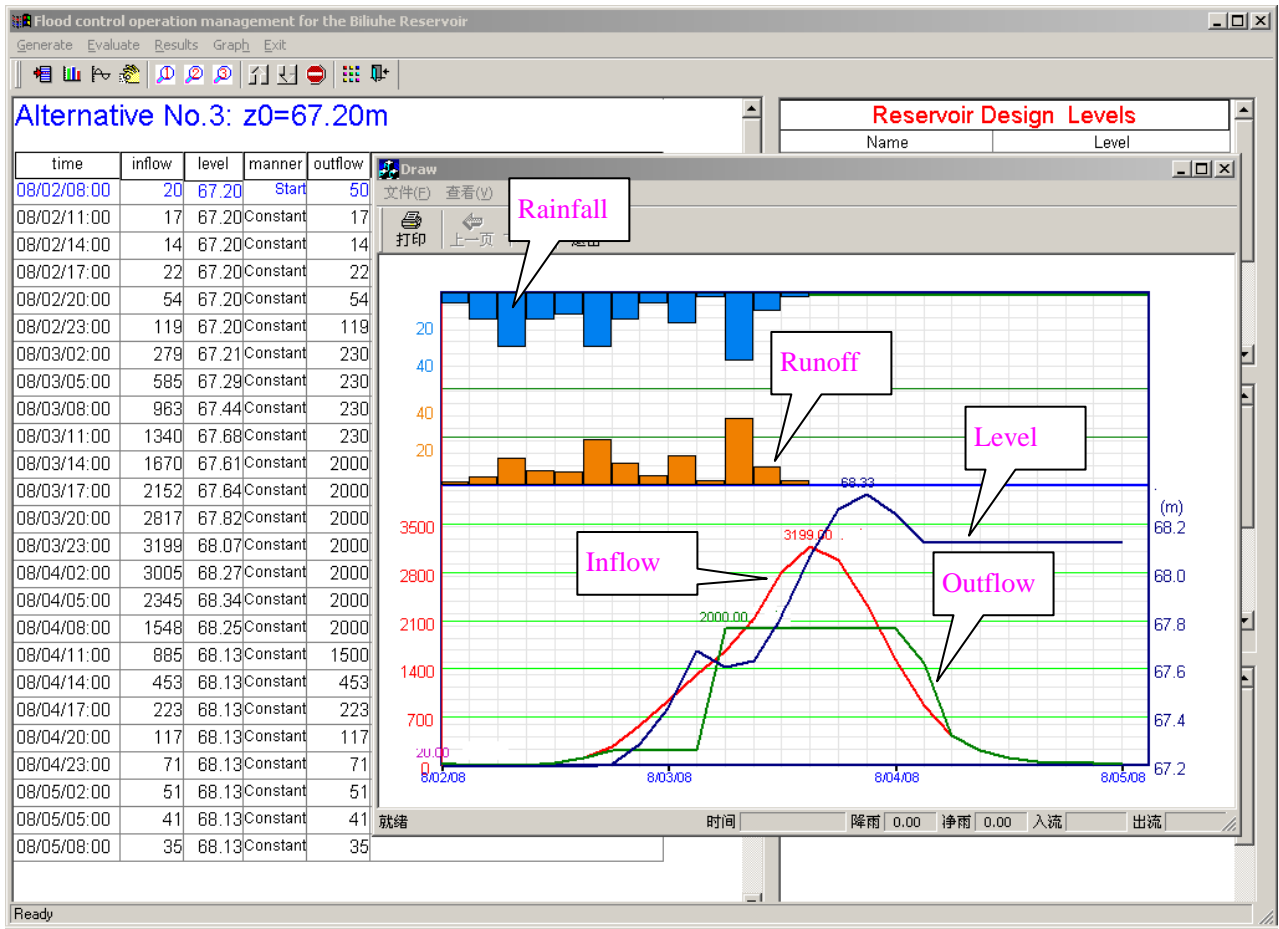 Flood control operation management for the Biliuhe Reservoir
Generate Evaluate Results Graph Exit
Alternative No.3: z0=67.20m
Reservoir Design Levels
Name Level
time inflow level manner outflow
08/02/08:00 20 67.20 Start 50
08/02/11:00 17 67.20 Constant 17
08/02/14:00 14 67.20 Constant 14
08/02/17:00 22 67.20 Constant 22
08/02/20:00 54 67.20 Constant 54
08/02/23:00 119 67.20 Constant 119
08/03/02:00 279 67.21 Constant 230
08/03/05:00 585 67.29 Constant 230
08/03/08:00 963 67.44 Constant 230
08/03/11:00 1340 67.68 Constant 230
08/03/14:00 1670 67.61 Constant 2000
08/03/17:00 2152 67.64 Constant 2000
08/03/20:00 2817 67.82 Constant 2000
08/03/23:00 3199 68.07 Constant 2000
08/04/02:00 3005 68.27 Constant 2000
08/04/05:00 2345 68.34 Constant 2000
08/04/08:00 1548 68.25 Constant 2000
08/04/11:00 885 68.13 Constant 1500
08/04/14:00 453 68.13 Constant 453
08/04/17:00 223 68.13 Constant 223
08/04/20:00 117 68.13 Constant 117
08/04/23:00 71 68.13 Constant 71
08/05/02:00 51 68.13 Constant 51
08/05/05:00 41 68.13 Constant 41
08/05/08:00 35 68.13 Constant 35
Draw
文件(F) 查看(V)
打印 上一页
Rainfall
20
40
Runoff
40
20
Level
68.33
(m)
3500 68.2
3199.00
Inflow
2800 68.0
Outflow
2100 2000.00 67.8
1400 67.6
700 67.4
20.00
0 67.2
8/02/08 8/03/08 8/04/08 8/05/08
就绪 时间 降雨 0.00 净雨 0.00 入流 出流
Ready